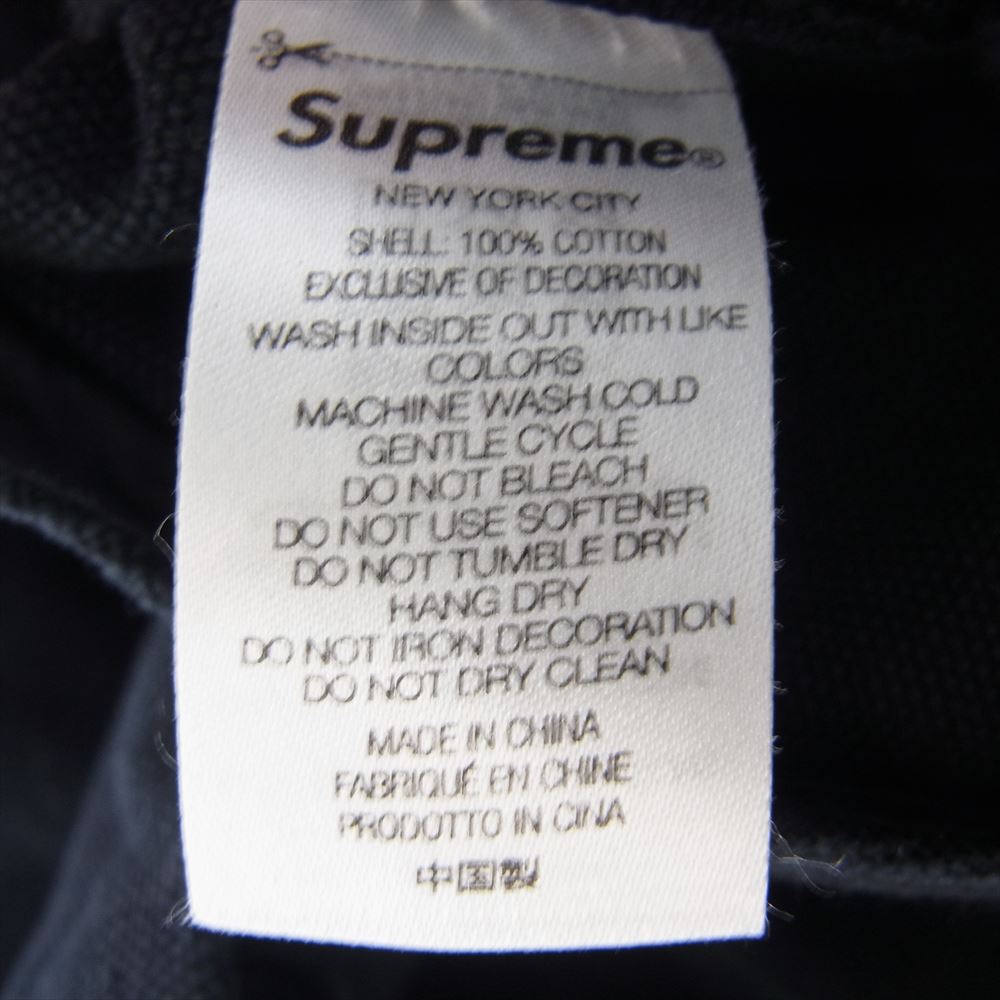 Supreme®
NEW YORK CITY
SHELL: 100% COTTON
EXCLUSIVE OF DECORATION
WASH INSIDE OUT WITH LIKE
COLORS
MACHINE WASH COLD
GENTLE CYCLE
DO NOT BLEACH
DO NOT USE SOFTENER
DO NOT TUMBLE DRY
HANG DRY
DO NOT IRON DECORATION
DO NOT DRY CLEAN
MADE IN CHINA
FABRIQUÉ EN CHINE
PRODOTTO IN CINA
中国製